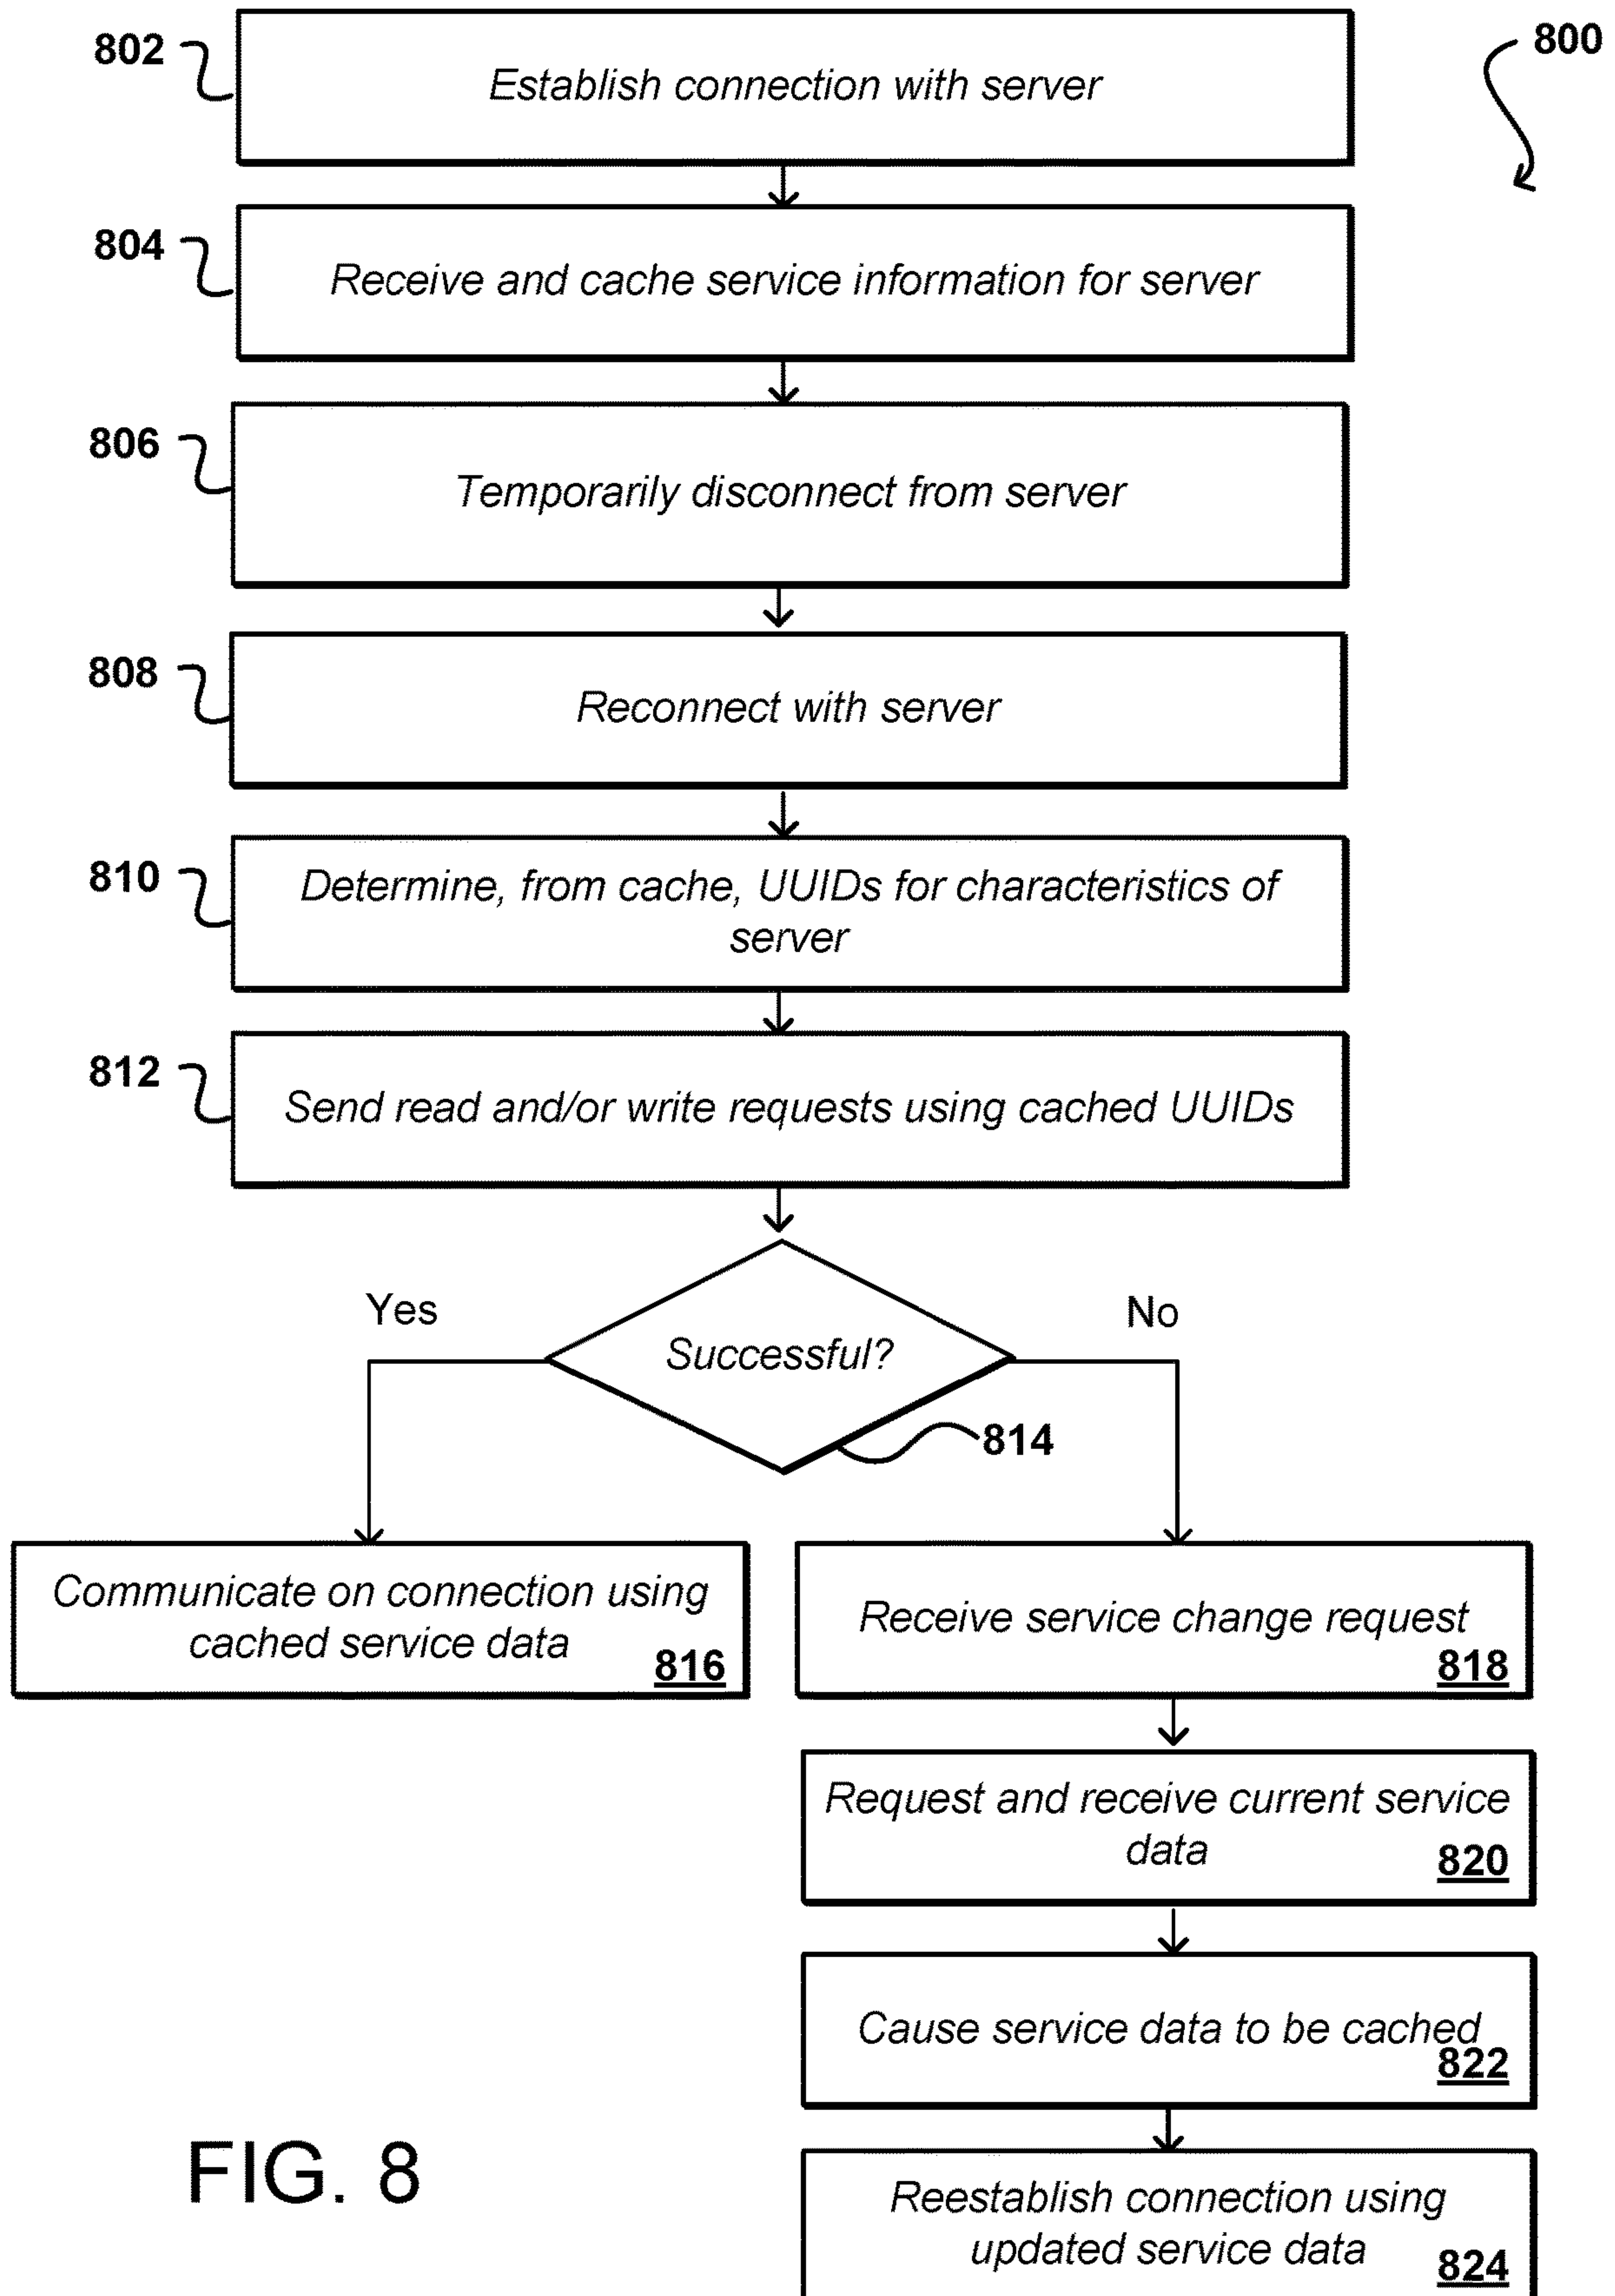 802
Establish connection with server
800
804
Receive and cache service information for server
806
Temporarily disconnect from server
808
Reconnect with server
810
Determine, from cache, UUIDs for characteristics of
server
812
Send read and/or write requests using cached UUIDs
Yes
Successful?
No
814
Communicate on connection using
cached service data
816
Receive service change request
818
Request and receive current service
data
820
Cause service data to be cached
822
Reestablish connection using
updated service data
824
FIG. 8